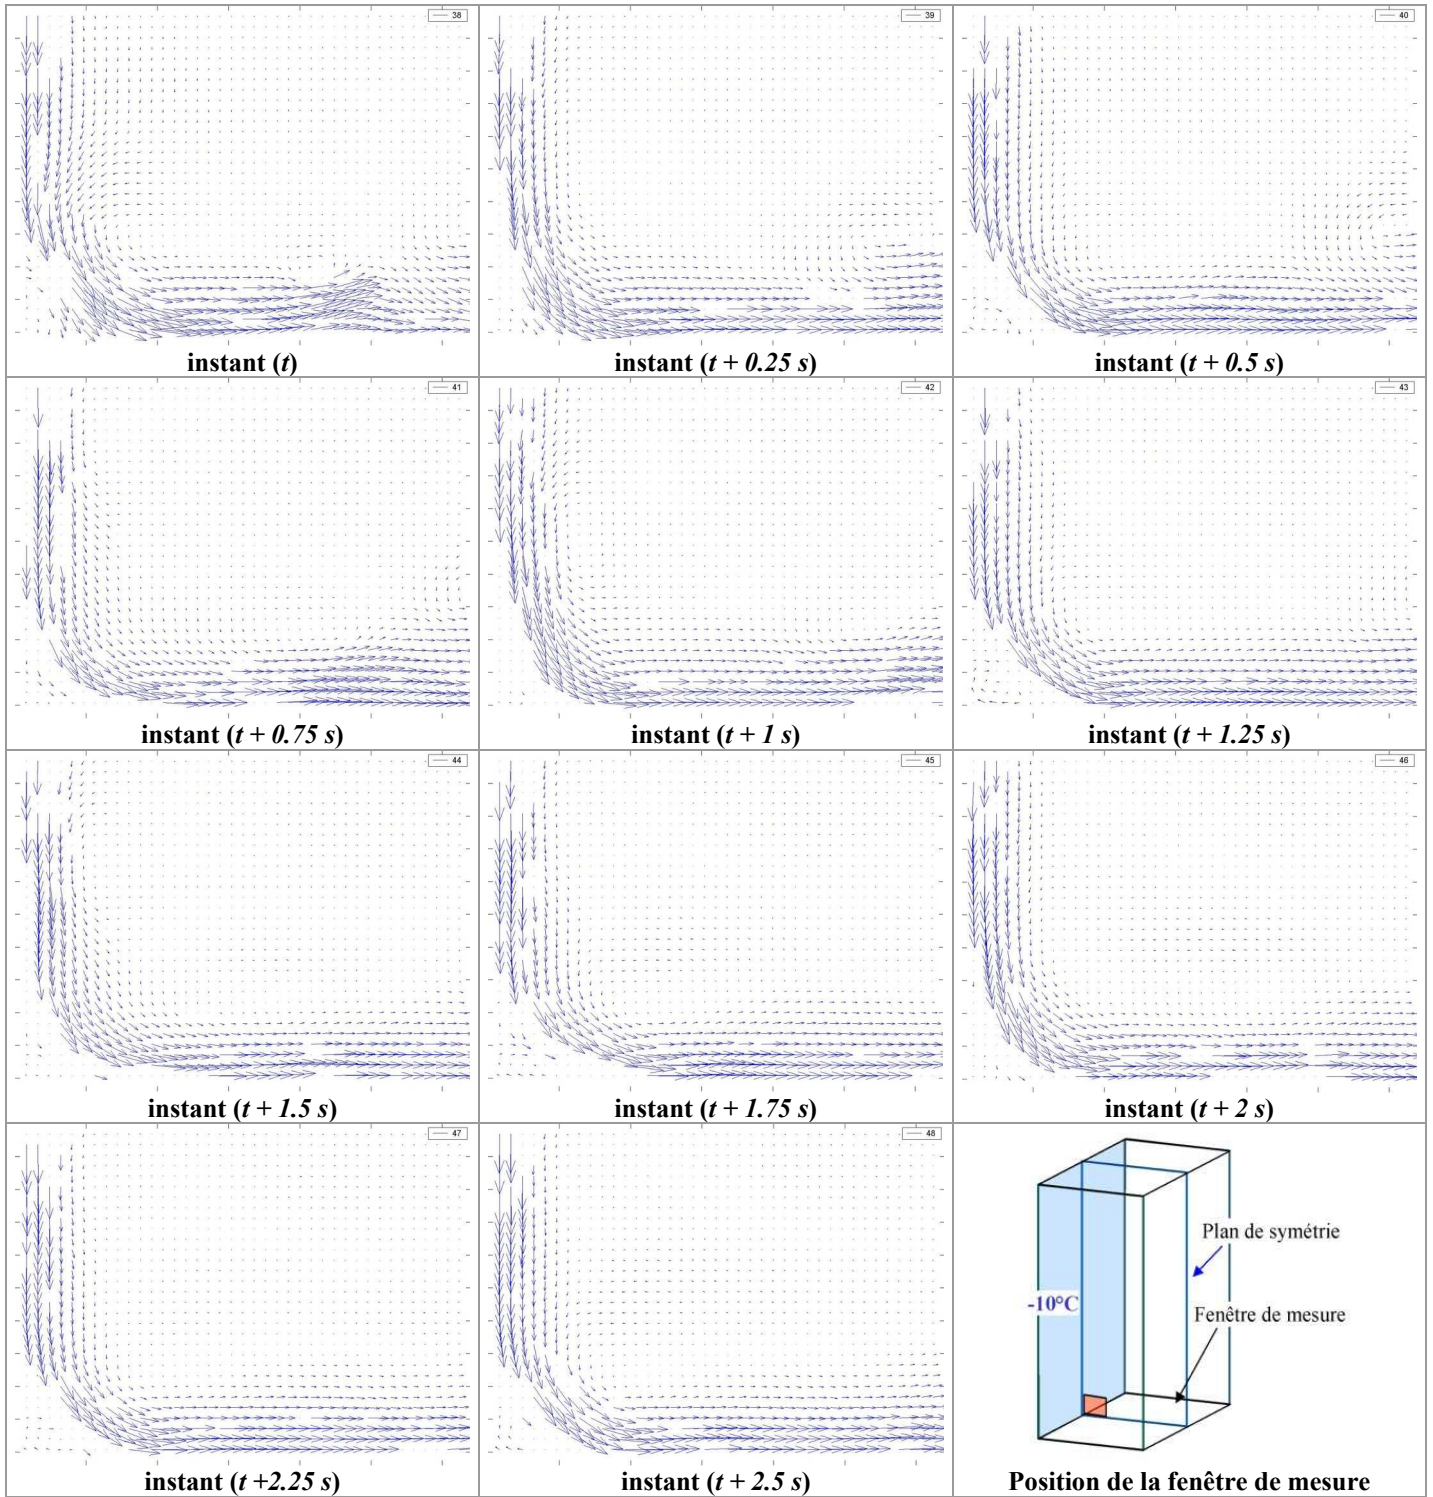 38
39
40
instant (t)
instant (t + 0.25 s)
instant (t + 0.5 s)
41
42
43
instant (t + 0.75 s)
instant (t + 1 s)
instant (t + 1.25 s)
44
45
46
instant (t + 1.5 s)
instant (t + 1.75 s)
instant (t + 2 s)
47
48
Plan de symétrie
-10°C
Fenêtre de mesure
instant (t +2.25 s)
instant (t + 2.5 s)
Position de la fenêtre de mesure